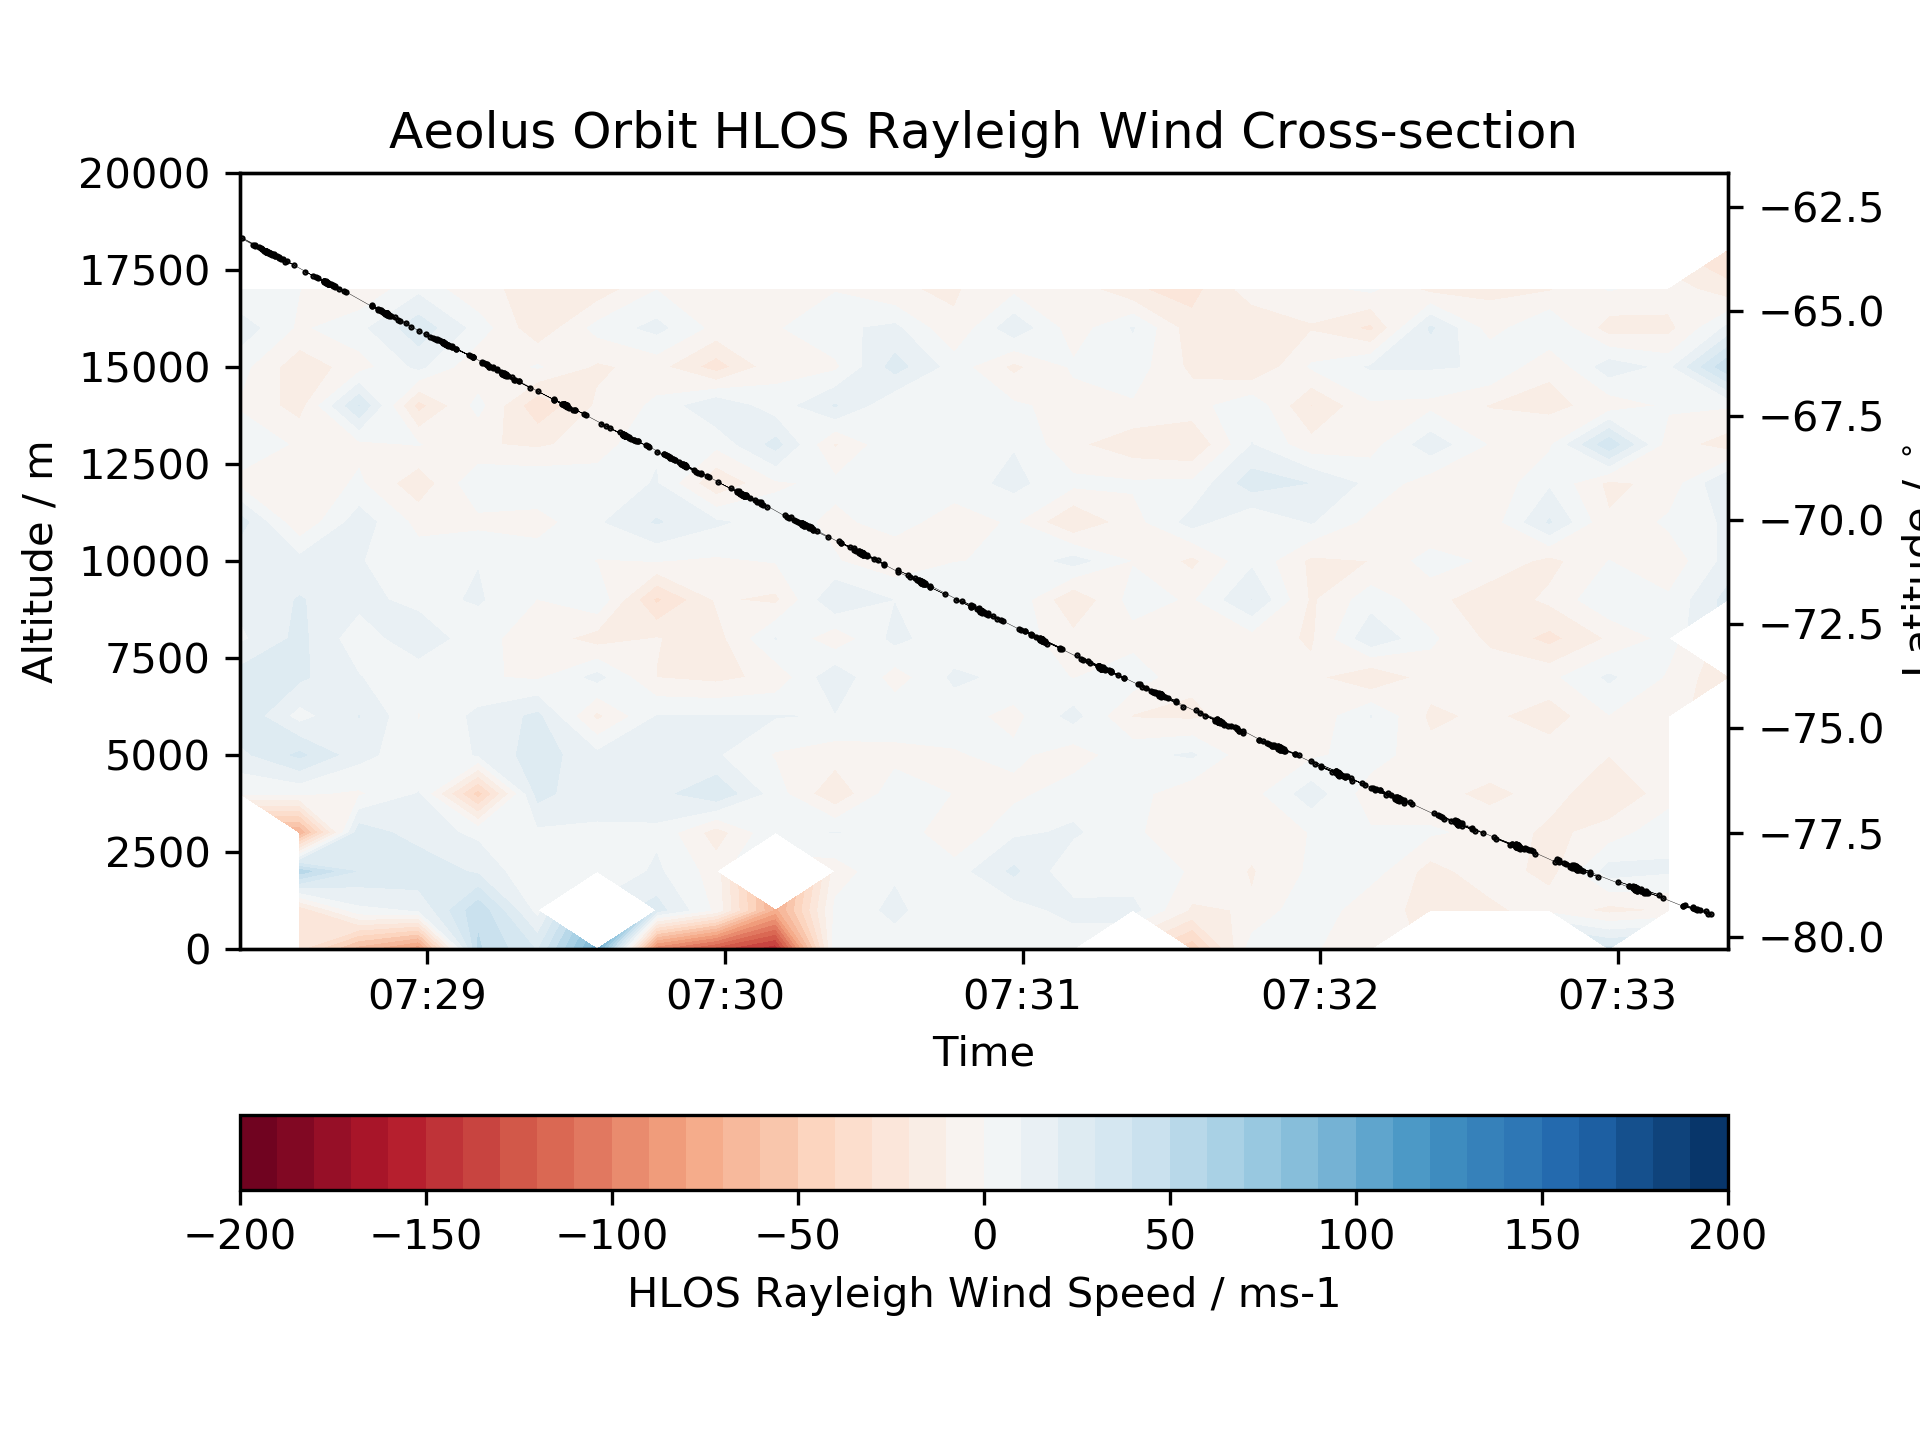 Aeolus Orbit HLOS Rayleigh Wind Cross-section
20000
17500
15000
12500
10000
7500
5000
2500
0
Altitude / m
−62.5
−65.0
−67.5
−70.0
−72.5
−75.0
−77.5
−80.0
Latitude / °
07:29 07:30 07:31 07:32 07:33
Time
−200 −150 −100 −50 0 50 100 150 200
HLOS Rayleigh Wind Speed / ms-1